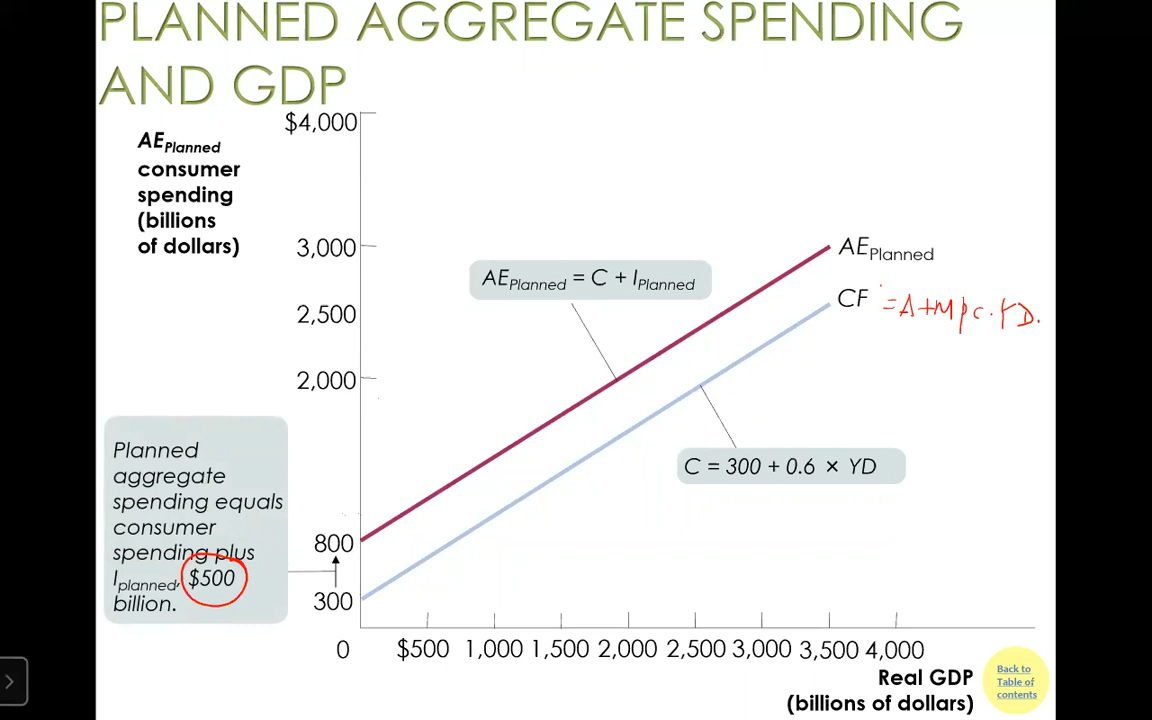 PLANNED AGGREGATE SPENDING
AND GDP
AEPlanned
consumer
spending
(billions
of dollars)
$4,000
3,000
2,500
2,000
800
300
0
$500
1,000
1,500
2,000
2,500
3,000
3,500
4,000
AEPlanned = C + IPlanned
AEPlanned
CF
= A + MPC · YD.
C = 300 + 0.6 × YD
Planned
aggregate
spending equals
consumer
spending plus
Iplanned, $500
billion.
Real GDP
(billions of dollars)
Back to
Table of
contents